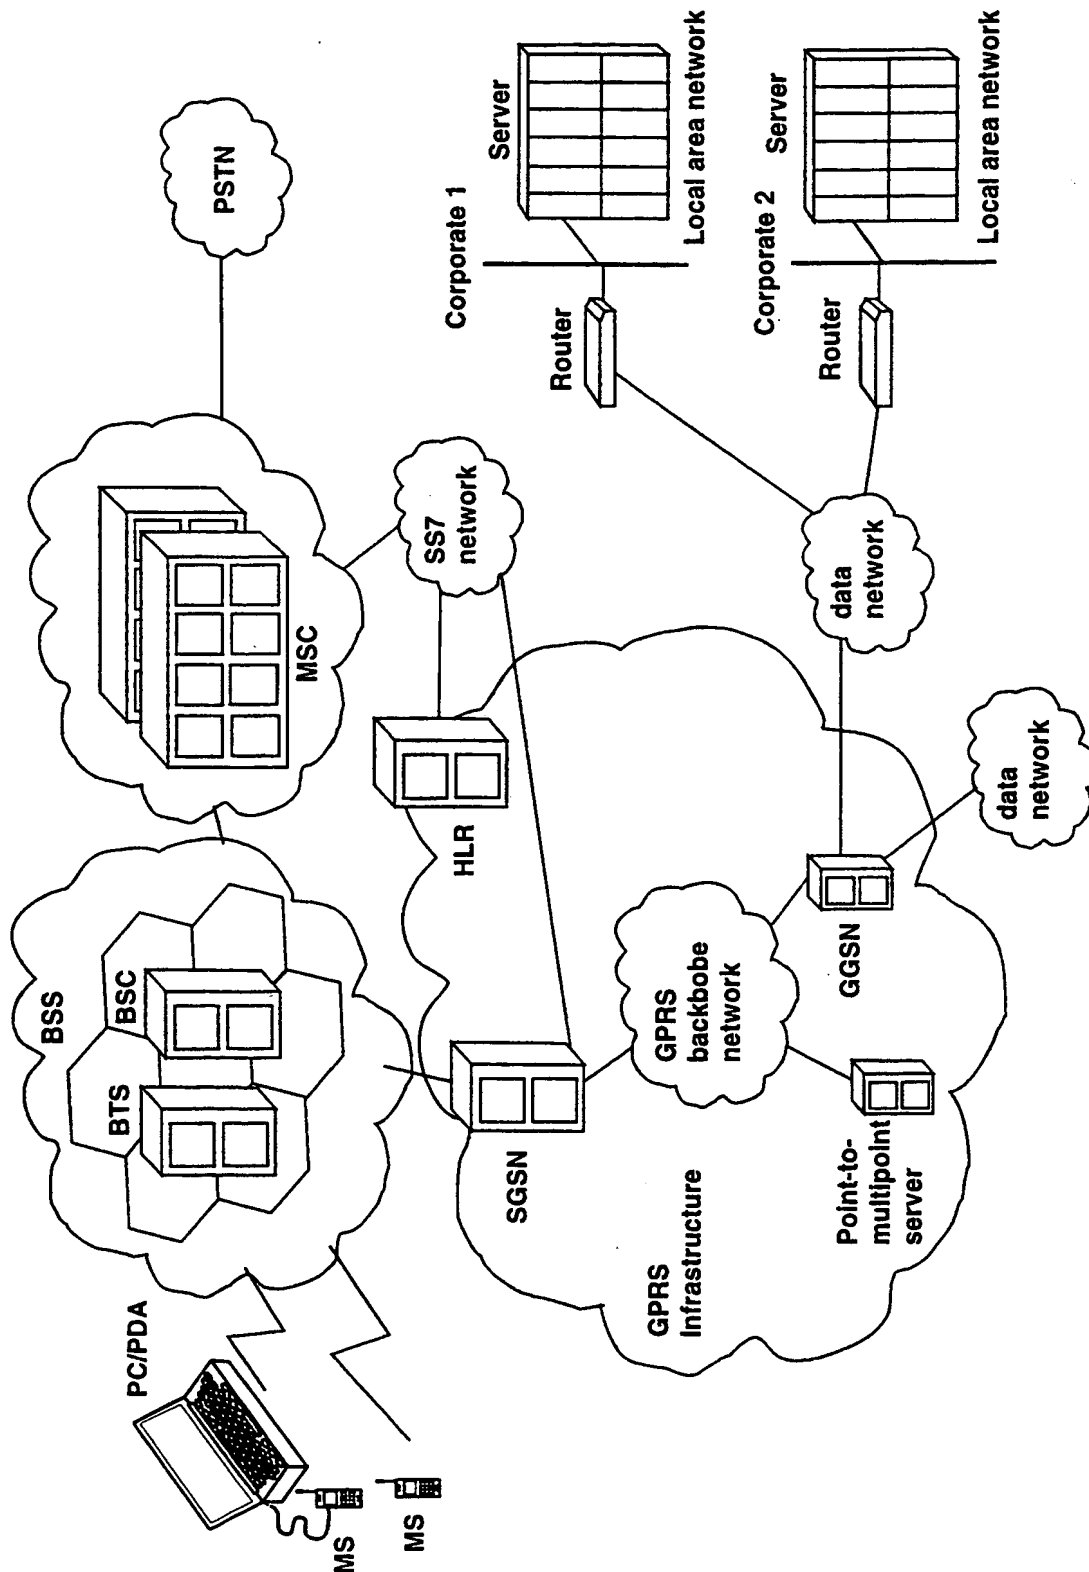 PC/PDA
MS
MS
BSS
BTS
BSC
MSC
PSTN
SS7
network
HLR
SGSN
GPRS
Infrastructure
GPRS
backbobe
network
Point-to-
multipoint
server
GGSN
data
network
data
network
Corporate 1
Router
Server
Local area network
Corporate 2
Router
Server
Local area network